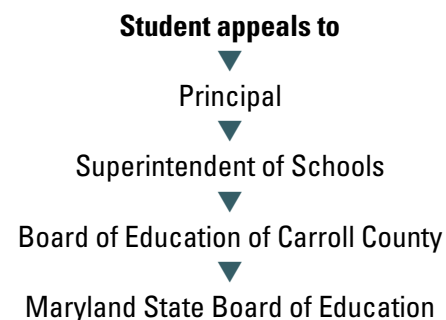 Student appeals to
Principal
Superintendent of Schools
Board of Education of Carroll County
Maryland State Board of Education